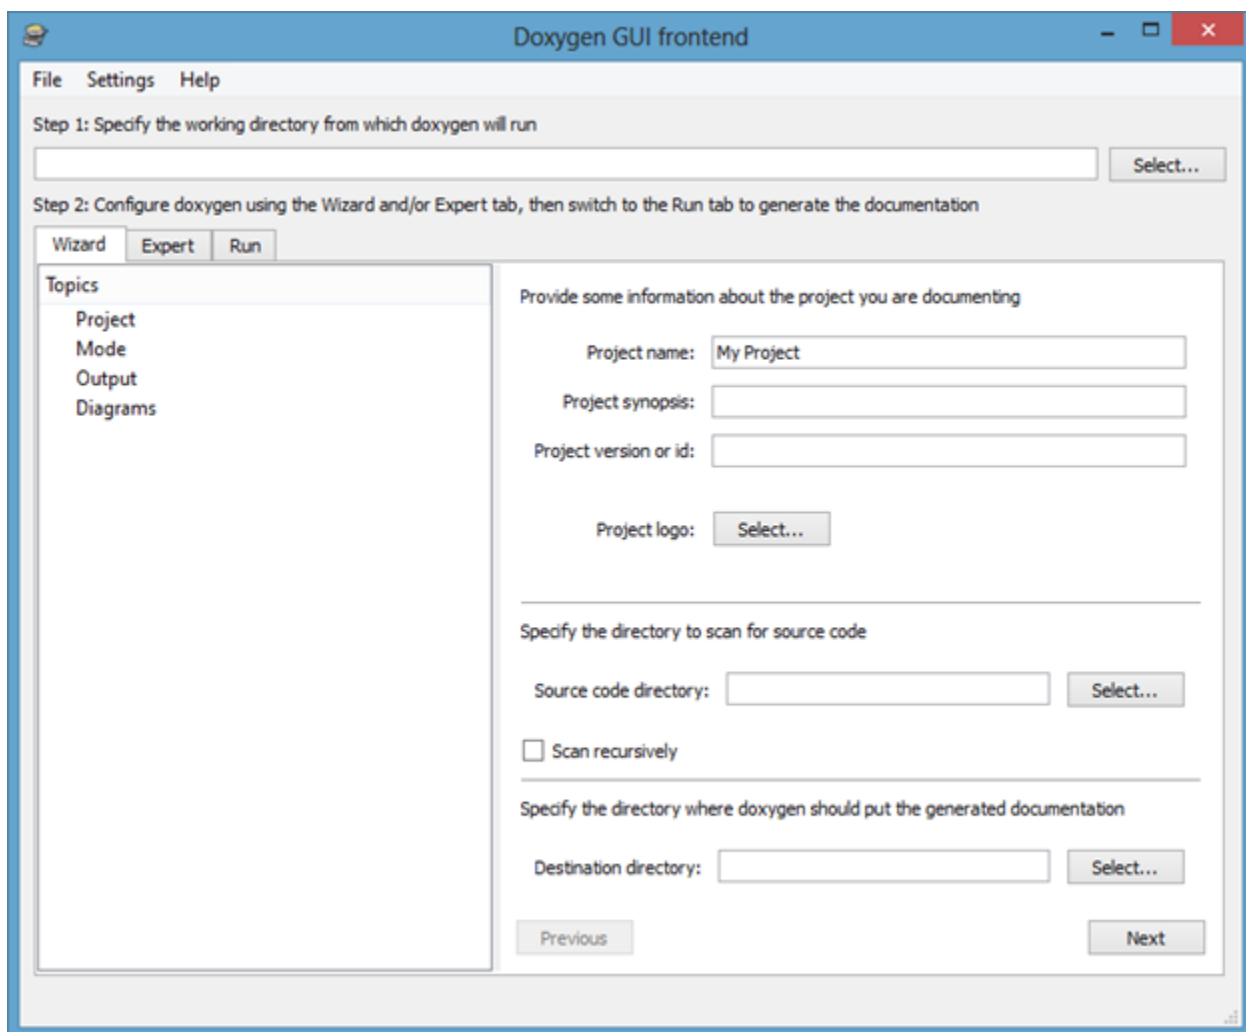 Doxygen GUI frontend
File Settings Help
Step 1: Specify the working directory from which doxygen will run
Select...
Step 2: Configure doxygen using the Wizard and/or Expert tab, then switch to the Run tab to generate the documentation
Wizard Expert Run
Topics
Project
Mode
Output
Diagrams
Provide some information about the project you are documenting
Project name: My Project
Project synopsis:
Project version or id:
Project logo: Select...
Specify the directory to scan for source code
Source code directory: Select...
Scan recursively
Specify the directory where doxygen should put the generated documentation
Destination directory: Select...
Previous Next